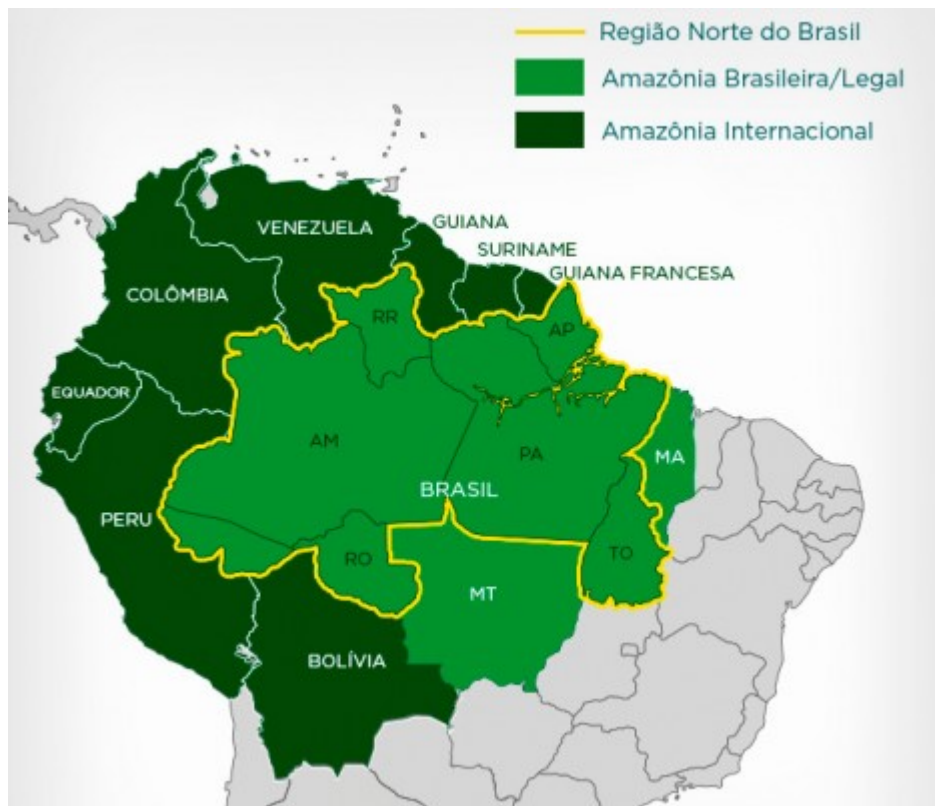 Região Norte do Brasil
Amazônia Brasileira/Legal
Amazônia Internacional
VENEZUELA
GUIANA
SURINAME
GUIANA FRANCESA
COLÔMBIA
RR
AP
EQUADOR
AM
PA
MA
BRASIL
PERU
RO
TO
MT
BOLÍVIA